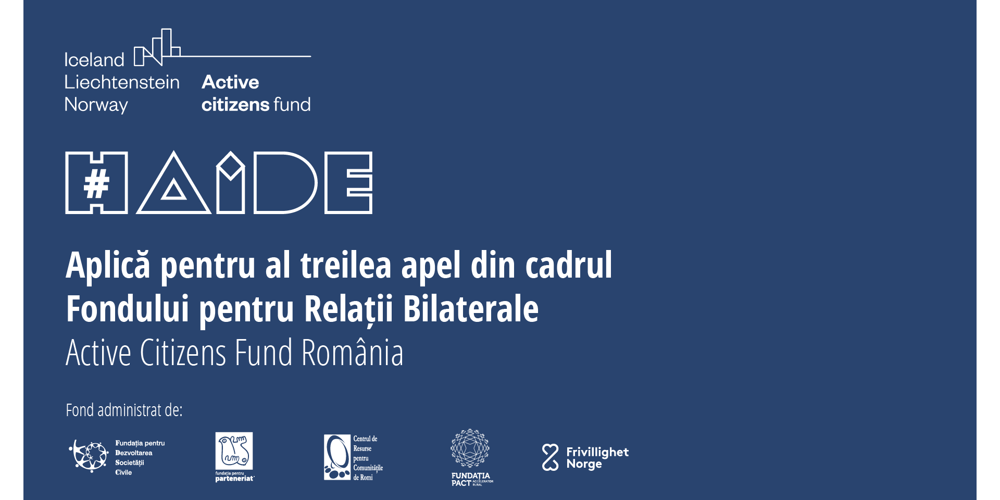 Iceland
Liechtenstein
Norway
Active
citizens fund
#HAIDE
Aplică pentru al treilea apel din cadrul
Fondului pentru Relații Bilaterale
Active Citizens Fund România
Fond administrat de:
Fundația pentru
Dezvoltarea
Societății
Civile
fundația pentru
parteneriat
Centrul de
Resurse
pentru
Comunitățile
de Romi
FUNDAȚIA
PACT ACCELERATOR
RURAL
Frivillighet
Norge